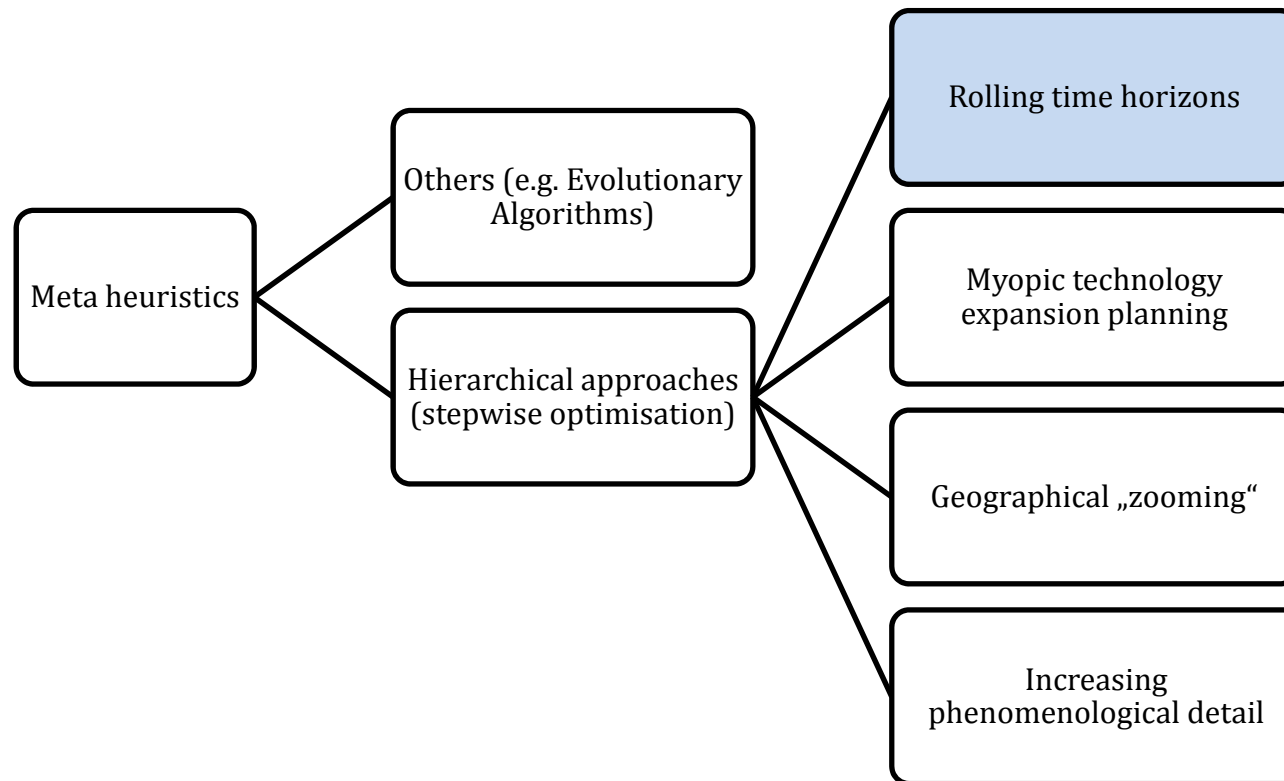 Meta heuristics
Others (e.g. Evolutionary
Algorithms)
Hierarchical approaches
(stepwise optimisation)
Rolling time horizons
Myopic technology
expansion planning
Geographical „zooming“
Increasing
phenomenological detail